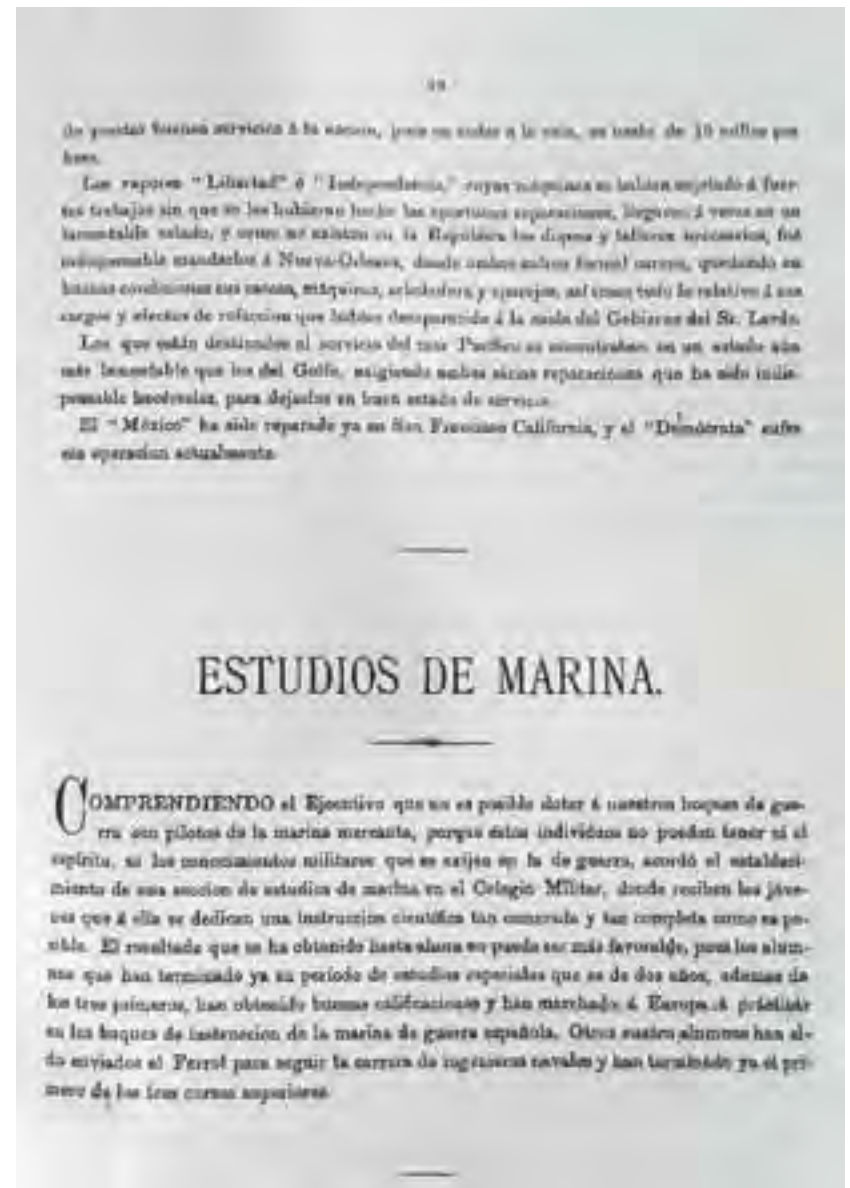 de prestar buenos servicios á la nacion, pues su andar a la vela, es hasta de 10 millas por
hora.
Los vapores "Libertad" é "Independencia," cuyas máquinas se habian sujetado á fuer-
tes trabajos sin que se les hubieran hecho las oportunas reparaciones, llegaron á verse en un
lamentable estado, y como no existen en la República los diques y talleres necesarios, fué
indispensable mandarlos á Nueva-Orleans, donde ambos sufren formal carena, quedando en
buenas condiciones sus cascos, máquinas, arboladura y aparejos, así como todo lo relativo á sus
cargos y efectos de refaccion que habian desaparecido á la caida del Gobierno del Sr. Lerdo.
Los que están destinados al servicio del mar Pacífico se encontraban en un estado aún
más lamentable que los del Golfo, exigiendo ambos serias reparaciones que ha sido indis-
pensable hacérselas, para dejarlos en buen estado de servicio.
El "México" ha sido reparado ya en San Francisco California, y el "Demócrata" sufre
esa operacion actualmente.
ESTUDIOS DE MARINA.
COMPRENDIENDO el Ejecutivo que no es posible dotar á nuestros buques de gue-
rra con pilotos de la marina mercante, porque estos individuos no pueden tener ni el
espíritu, ni los conocimientos militares que se exijen en la de guerra, acordó el estableci-
miento de una seccion de estudios de marina en el Colegio Militar, donde reciben los jóve-
nes que á ella se dedican una instruccion científica tan esmerada y tan completa como es po-
sible. El resultado que se ha obtenido hasta ahora no puede ser más favorable, pues los alum-
nos que han terminado ya su período de estudios especiales que es de dos años, ademas de
los tres primeros, han obtenido buenas calificaciones y han marchado á Europa á prácticar
en los buques de instruccion de la marina de guerra española. Otros cuatro alumnos han si-
do enviados al Ferrol para seguir la carrera de ingenieros navales y han terminado ya el pri-
mero de los tres cursos superiores.